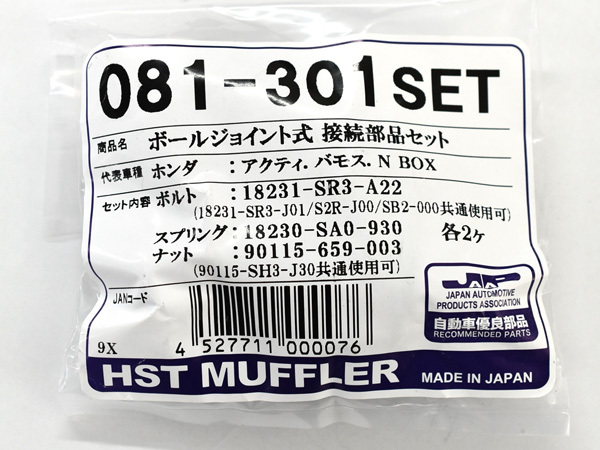 081-301SET
商品名 ボールジョイント式 接続部品セット
代表車種 ホンダ：アクティ．バモス．N BOX
セット内容 ボルト：18231-SR3-A22
(18231-SR3-J01/S2R-J00/SB2-000共通使用可)
スプリング：18230-SA0-930 各2ヶ
ナット：90115-659-003
(90115-SH3-J30共通使用可)
JAPAN AUTOMOTIVE
PRODUCTS ASSOCIATION
自動車優良部品
RECOMMENDED PARTS
JANコード
9X
4 527711 000076
HST MUFFLER MADE IN JAPAN